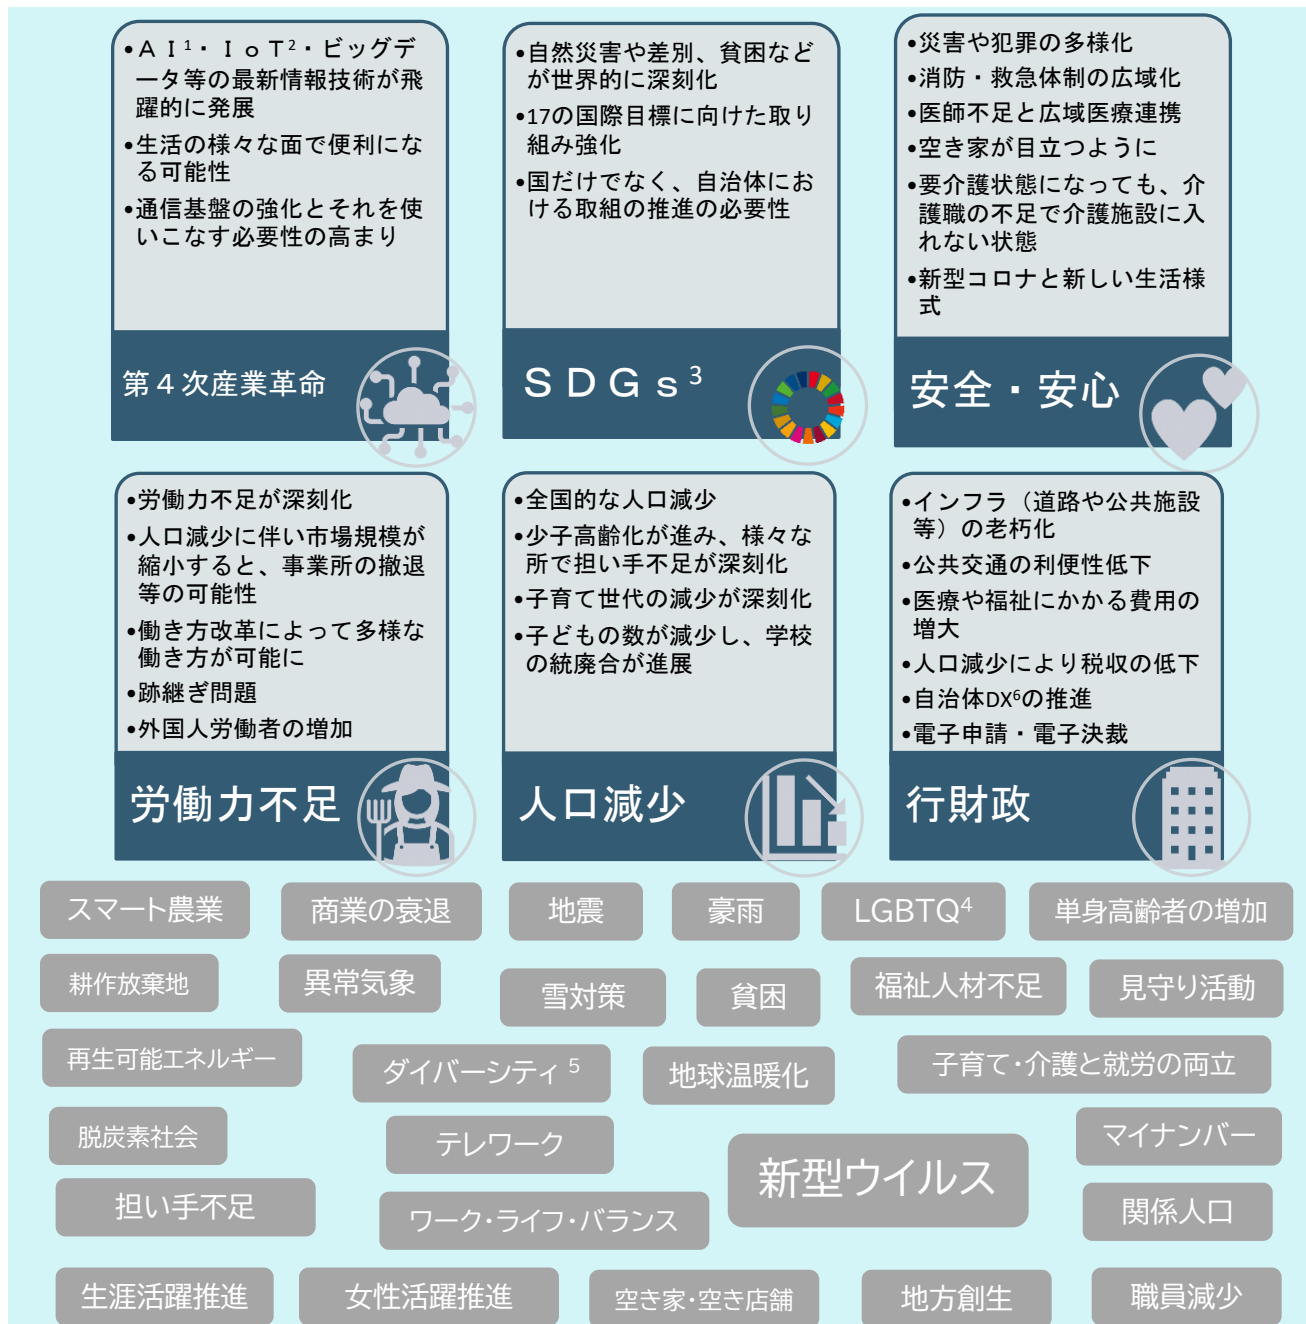 •ＡＩ1・ＩｏＴ2・ビッグデ
ータ等の最新情報技術が飛
躍的に発展
•生活の様々な面で便利にな
る可能性
•通信基盤の強化とそれを使
いこなす必要性の高まり
第４次産業革命
•自然災害や差別、貧困など
が世界的に深刻化
•17の国際目標に向けた取り
組み強化
•国だけでなく、自治体にお
ける取組の推進の必要性
ＳＤＧｓ3
•災害や犯罪の多様化
•消防・救急体制の広域化
•医師不足と広域医療連携
•空き家が目立つように
•要介護状態になっても、介
護職の不足で介護施設に入
れない状態
•新型コロナと新しい生活様
式
安全・安心
•労働力不足が深刻化
•人口減少に伴い市場規模が
縮小すると、事業所の撤退
等の可能性
•働き方改革によって多様な
働き方が可能に
•跡継ぎ問題
•外国人労働者の増加
労働力不足
•全国的な人口減少
•少子高齢化が進み、様々な
所で担い手不足が深刻化
•子育て世代の減少が深刻化
•子どもの数が減少し、学校
の統廃合が進展
人口減少
•インフラ（道路や公共施設
等）の老朽化
•公共交通の利便性低下
•医療や福祉にかかる費用の
増大
•人口減少により税収の低下
•自治体DX6の推進
•電子申請・電子決裁
行財政
スマート農業
商業の衰退
地震
豪雨
LGBTQ4
単身高齢者の増加
耕作放棄地
異常気象
雪対策
貧困
福祉人材不足
見守り活動
再生可能エネルギー
ダイバーシティ5
地球温暖化
子育て・介護と就労の両立
脱炭素社会
テレワーク
新型ウイルス
マイナンバー
担い手不足
ワーク・ライフ・バランス
関係人口
生涯活躍推進
女性活躍推進
空き家・空き店舗
地方創生
職員減少